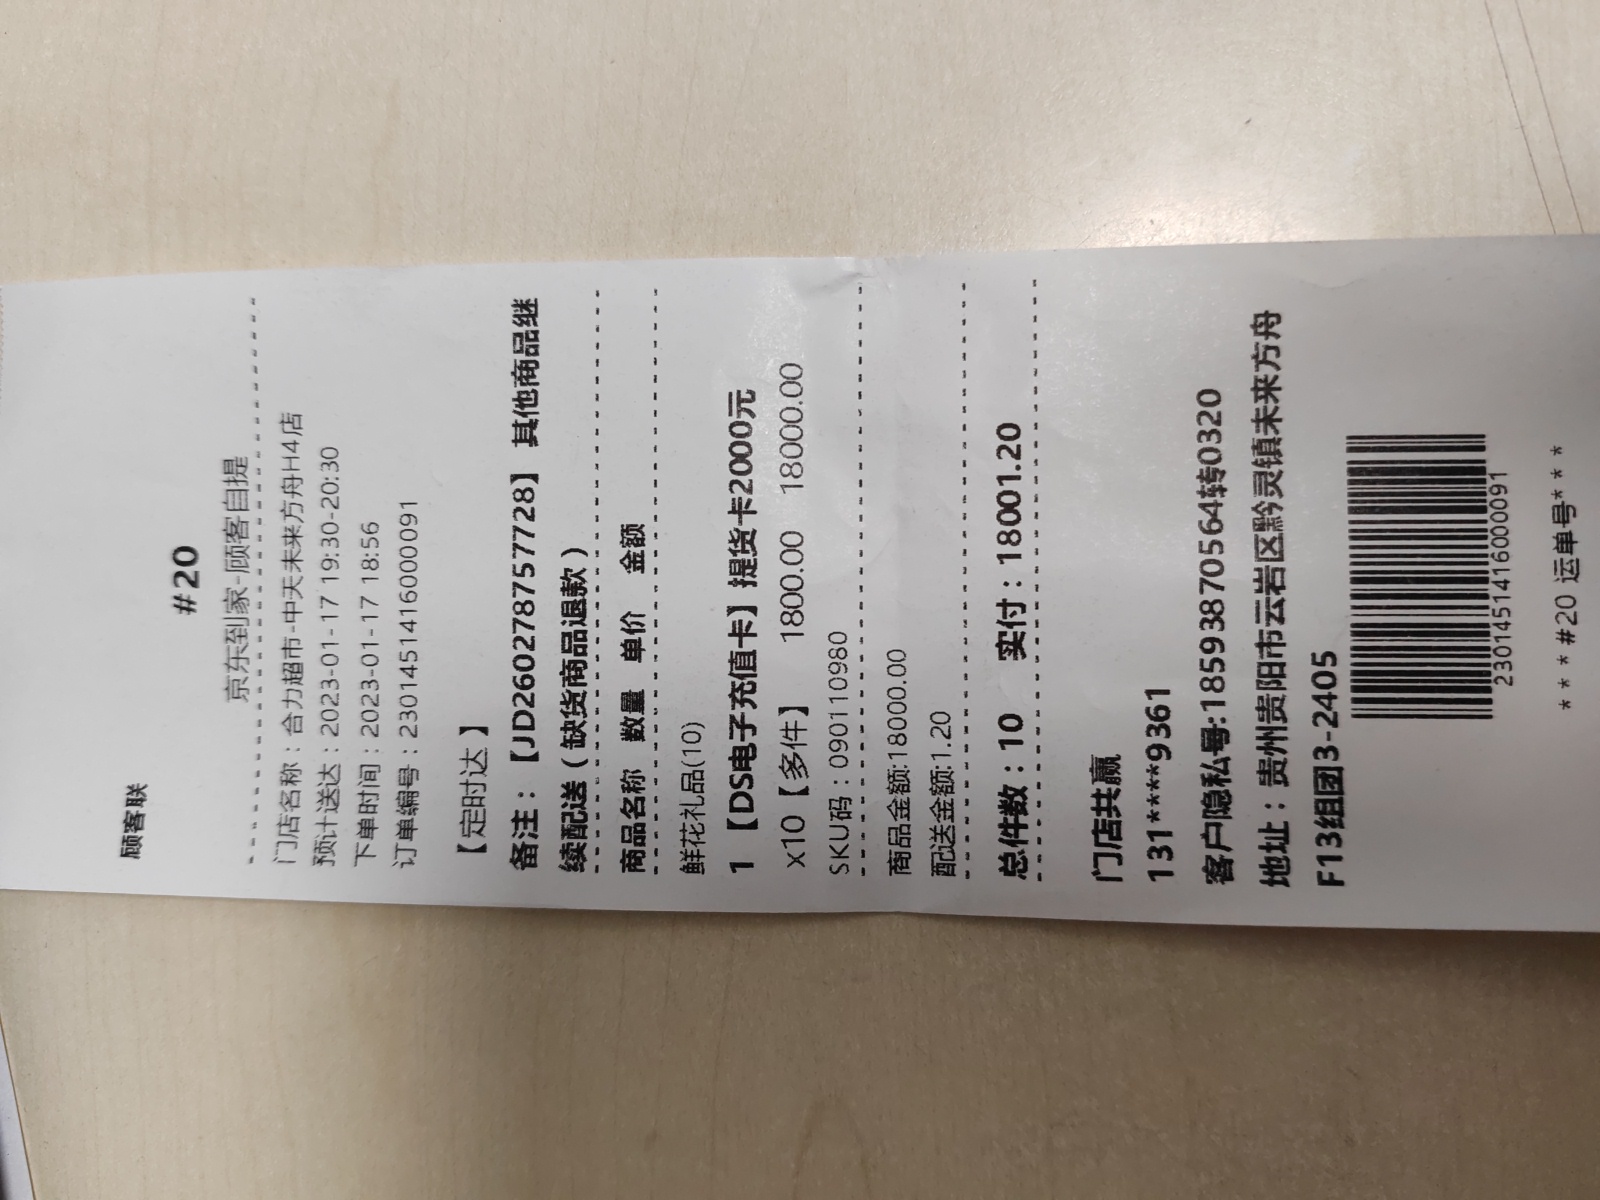 顾客联
#20
京东到家-顾客自提
门店名称：合力超市-中天未来方舟H4店
预计送达：2023-01-17 19:30-20:30
下单时间：2023-01-17 18:56
订单编号：2301451416000091
【定时达】
备注：【JD260278757728】 其他商品继
续配送（缺货商品退款）
商品名称 数量 单价 金额
鲜花礼品(10)
1【DS电子充值卡】提货卡2000元
x10【多件】 1800.00 18000.00
SKU码：090110980
商品金额:18000.00
配送金额:1.20
总件数：10 实付：18001.20
门店共赢
131****9361
客户隐私号:18593870564转0320
地址：贵州贵阳市云岩区黔灵镇未来方舟
F13组团3-2405
2301451416000091
****#20 运单号****